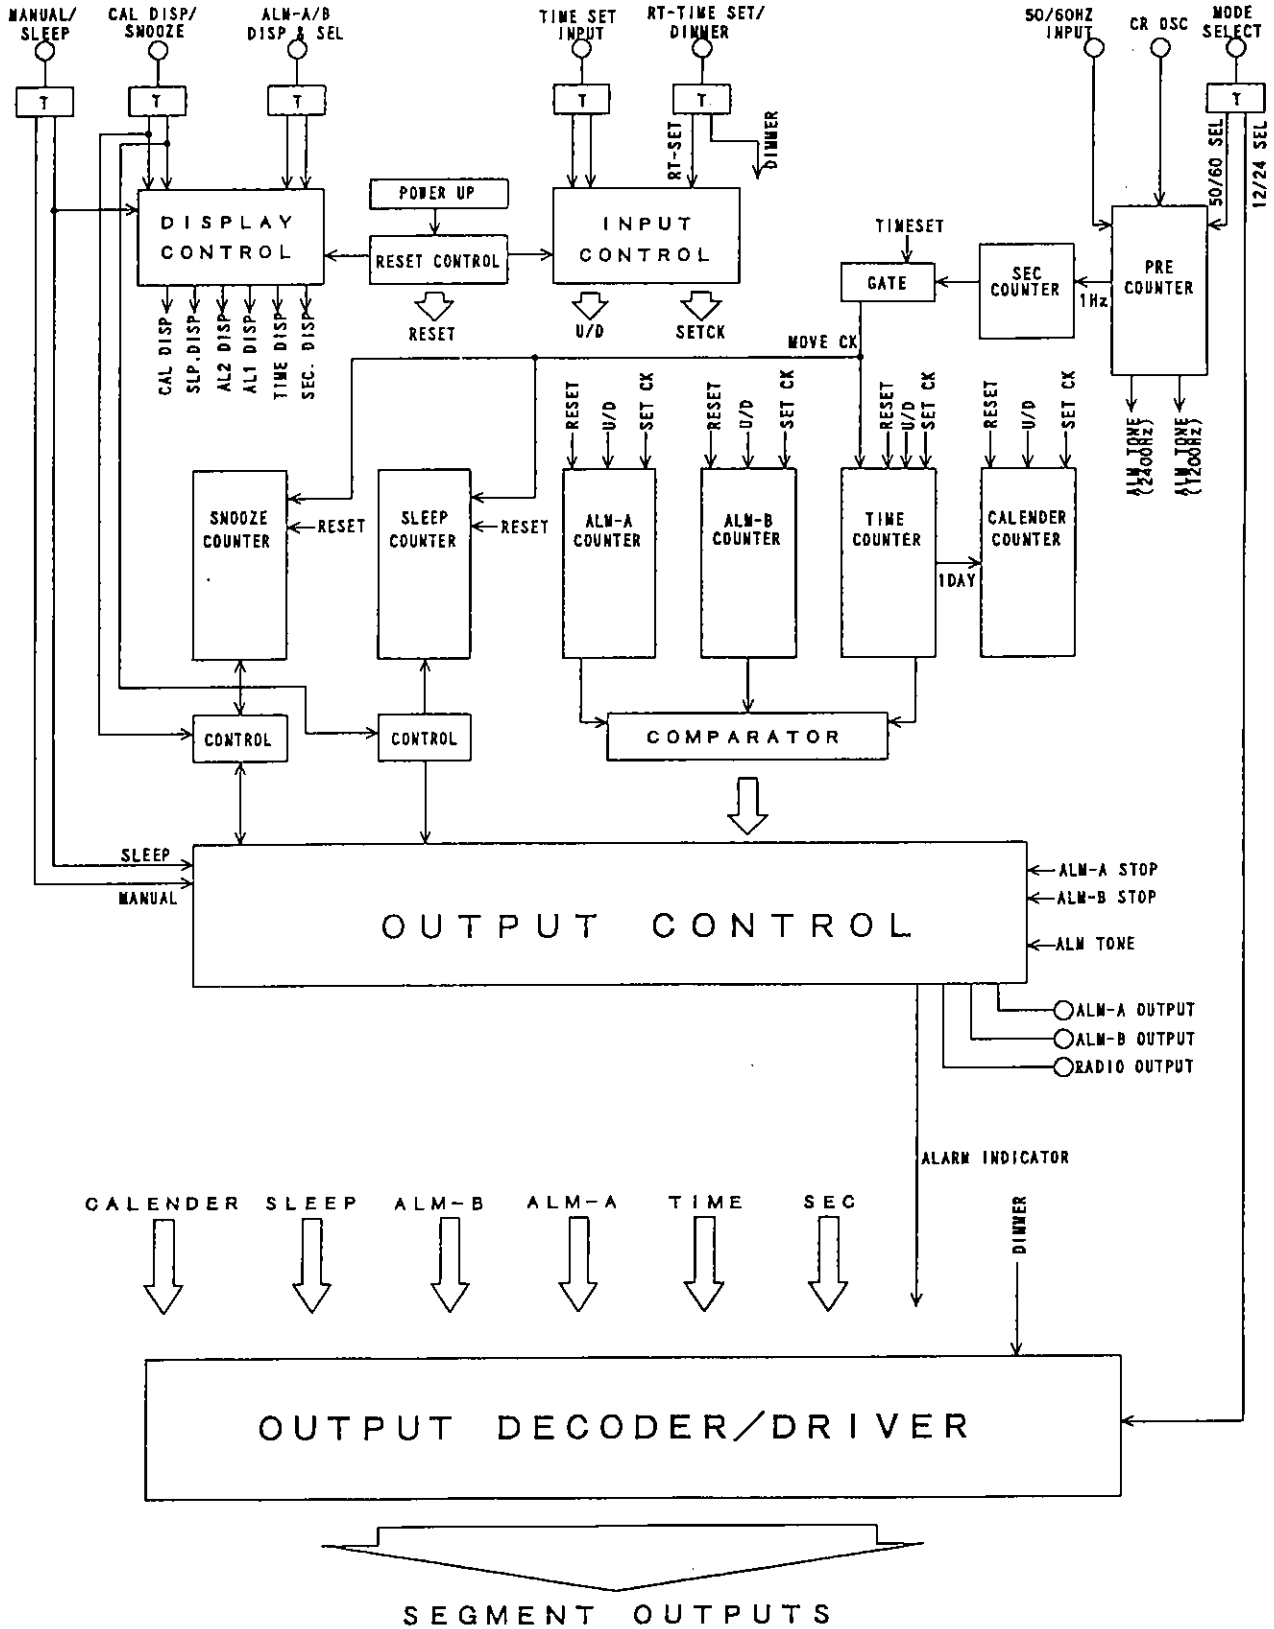 MANUAL/
SLEEP
CAL DISP/
SNOOZE
ALM-A/B
DISP & SEL
TIME SET
INPUT
RT-TIME SET/
DIMMER
50/60HZ
INPUT
CR OSC
MODE
SELECT
T
T
T
T
T
T
RT-SET
DIMMER
50/60 SEL
12/24 SEL
POWER UP
DISPLAY
CONTROL
RESET CONTROL
INPUT
CONTROL
TIMESET
GATE
SEC
COUNTER
1Hz
PRE
COUNTER
RESET
U/D
SETCK
MOVE CK
CAL DISP
SLP.DISP
AL2 DISP
AL1 DISP
TIME DISP
SEC. DISP
RESET
U/D
SET CK
RESET
U/D
SET CK
RESET
U/D
SET CK
RESET
U/D
SET CK
ALM TONE
(2400Hz)
ALM TONE
(1200Hz)
SNOOZE
COUNTER
RESET
SLEEP
COUNTER
RESET
ALM-A
COUNTER
ALM-B
COUNTER
TIME
COUNTER
1DAY
CALENDER
COUNTER
CONTROL
CONTROL
COMPARATOR
SLEEP
MANUAL
OUTPUT CONTROL
ALM-A STOP
ALM-B STOP
ALM TONE
ALM-A OUTPUT
ALM-B OUTPUT
RADIO OUTPUT
ALARM INDICATOR
CALENDER
SLEEP
ALM-B
ALM-A
TIME
SEC
DIMMER
OUTPUT DECODER/DRIVER
SEGMENT OUTPUTS